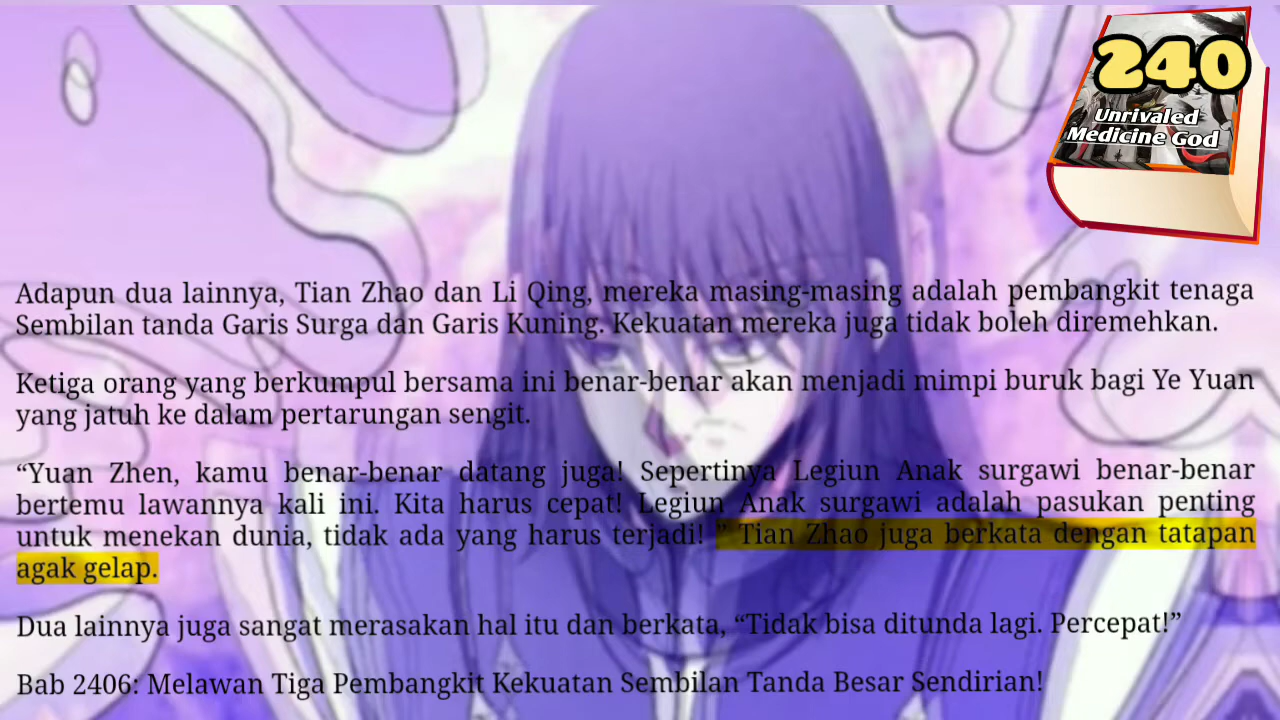 240
Unrivaled
Medicine God
Adapun dua lainnya, Tian Zhao dan Li Qing, mereka masing-masing adalah pembangkit tenaga
Sembilan tanda Garis Surga dan Garis Kuning. Kekuatan mereka juga tidak boleh diremehkan.
Ketiga orang yang berkumpul bersama ini benar-benar akan menjadi mimpi buruk bagi Ye Yuan
yang jatuh ke dalam pertarungan sengit.
“Yuan Zhen, kamu benar-benar datang juga! Sepertinya Legiun Anak surgawi benar-benar
bertemu lawannya kali ini. Kita harus cepat! Legiun Anak surgawi adalah pasukan penting
untuk menekan dunia, tidak ada yang harus terjadi! ” Tian Zhao juga berkata dengan tatapan
agak gelap.
Dua lainnya juga sangat merasakan hal itu dan berkata, “Tidak bisa ditunda lagi. Percepat!”
Bab 2406: Melawan Tiga Pembangkit Kekuatan Sembilan Tanda Besar Sendirian!